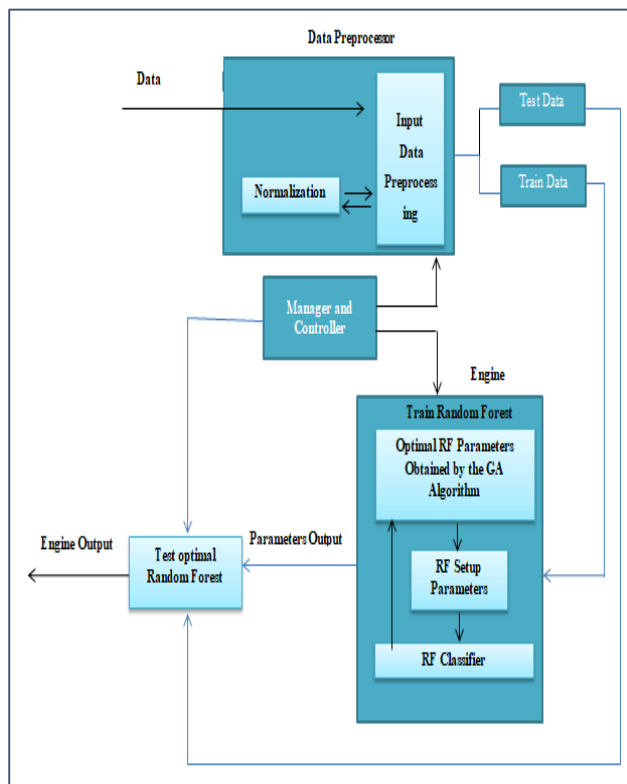 Data Preprocessor
Data
Input
Data
Preprocess
ing
Normalization
Test Data
Train Data
Manager and
Controller
Engine
Train Random Forest
Optimal RF Parameters
Obtained by the GA
Algorithm
RF Setup
Parameters
RF Classifier
Parameters Output
Test optimal
Random Forest
Engine Output